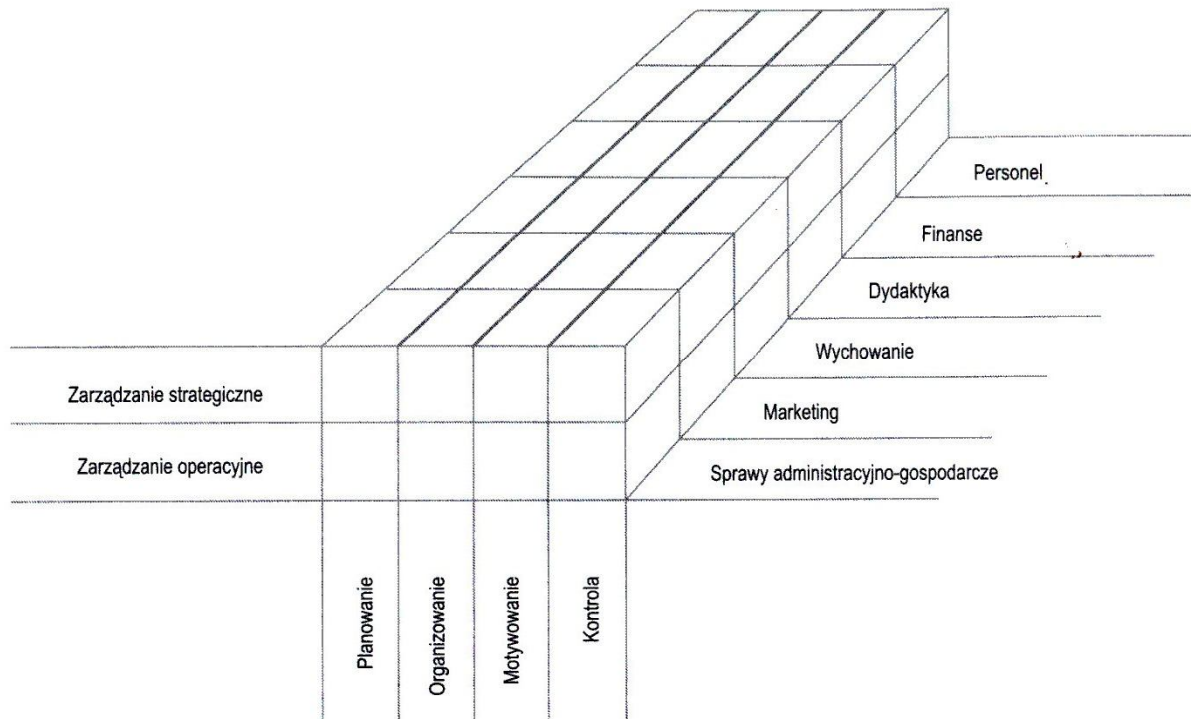 Personel
Finanse
Dydaktyka
Wychowanie
Marketing
Sprawy administracyjno-gospodarcze
Zarządzanie strategiczne
Zarządzanie operacyjne
Planowanie
Organizowanie
Motywowanie
Kontrola